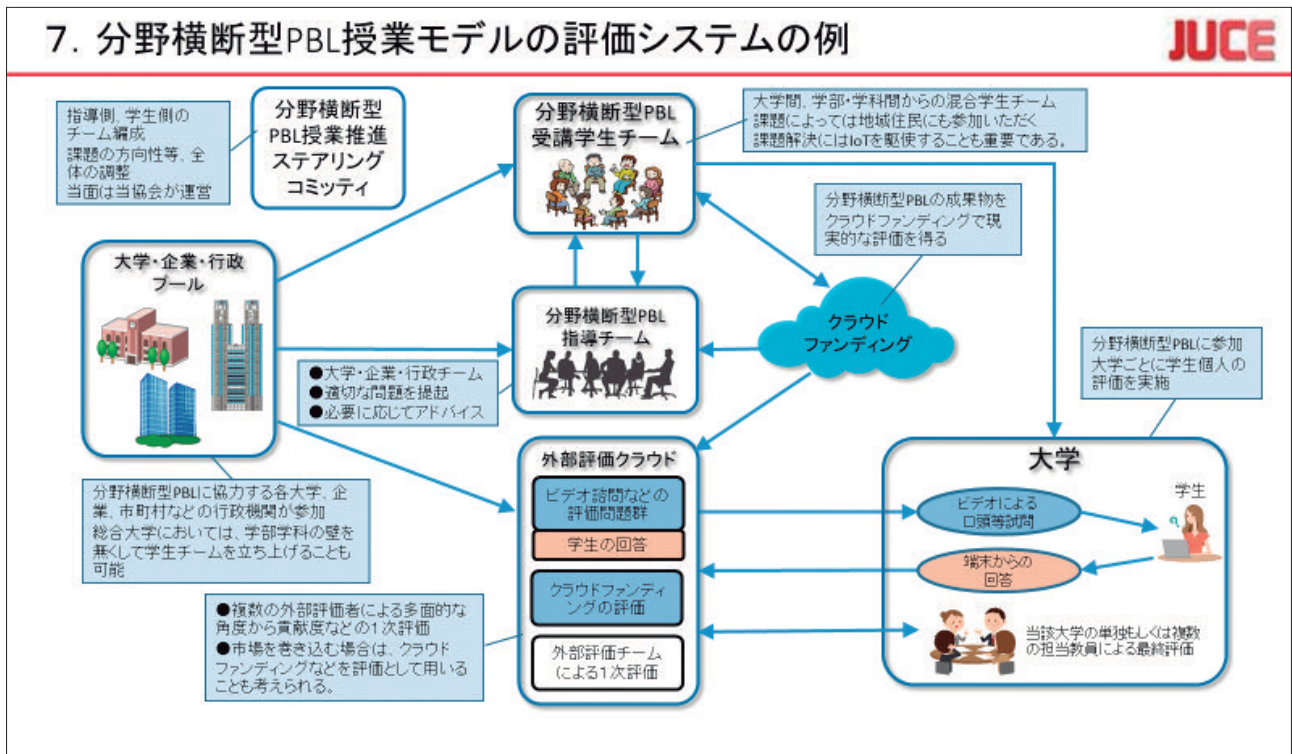 7. 分野横断型PBL授業モデルの評価システムの例
JUCE
指導側、学生側の
チーム編成
課題の方向性等、全
体の調整
当面は当協会が運営
分野横断型
PBL授業推進
ステアリング
コミッティ
分野横断型PBL
受講学生チーム
大学間、学部・学科間からの混合学生チーム
課題によっては地域住民にも参加いただく
課題解決にはIoTを駆使することも重要である。
分野横断型PBLの成果物を
クラウドファンディングで現
実的な評価を得る
大学・企業・行政
プール
分野横断型PBL
指導チーム
クラウド
ファンディング
●大学・企業・行政チーム
●適切な問題を提起
●必要に応じてアドバイス
分野横断型PBLに参加
大学ごとに学生個人の
評価を実施
分野横断型PBLに協力する各大学、企
業、市町村などの行政機関が参加
総合大学においては、学部学科の壁を
無くして学生チームを立ち上げることも
可能
外部評価クラウド
ビデオ諮問などの
評価問題群
学生の回答
クラウドファンディ
ングの評価
外部評価チーム
による1次評価
●複数の外部評価者による多面的な
角度から貢献度などの1次評価
●市場を巻き込む場合は、クラウド
ファンディングなどを評価として用いる
ことも考えられる。
大学
ビデオによる
口頭等試問
学生
端末からの
回答
当該大学の単独もしくは複数
の担当教員による最終評価